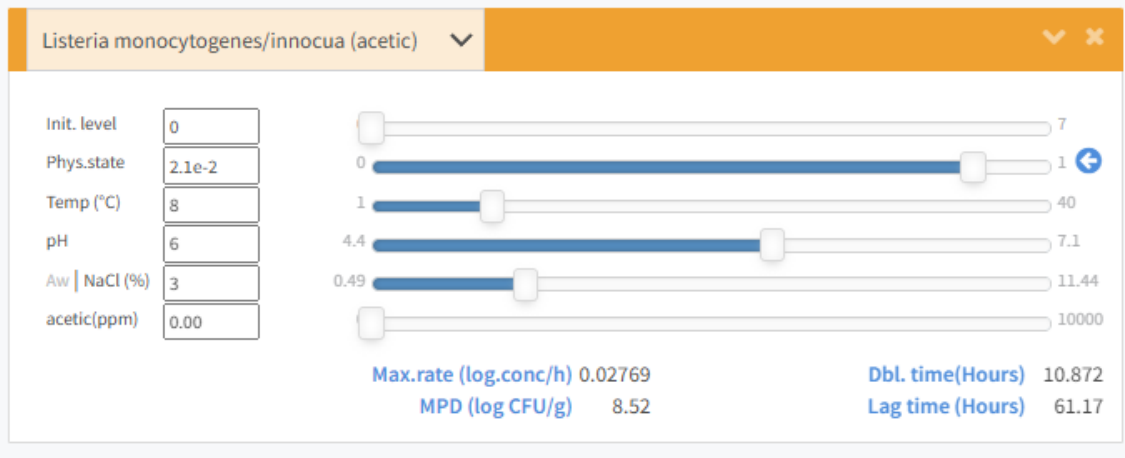 Listeria monocytogenes/innocua (acetic)
Init. level 0 7
Phys.state 2.1e-2 0 1
Temp (°C) 8 1 40
pH 6 4.4 7.1
Aw | NaCl (%) 3 0.49 11.44
acetic(ppm) 0.00 10000
Max.rate (log.conc/h) 0.02769 Dbl. time(Hours) 10.872
MPD (log CFU/g) 8.52 Lag time (Hours) 61.17